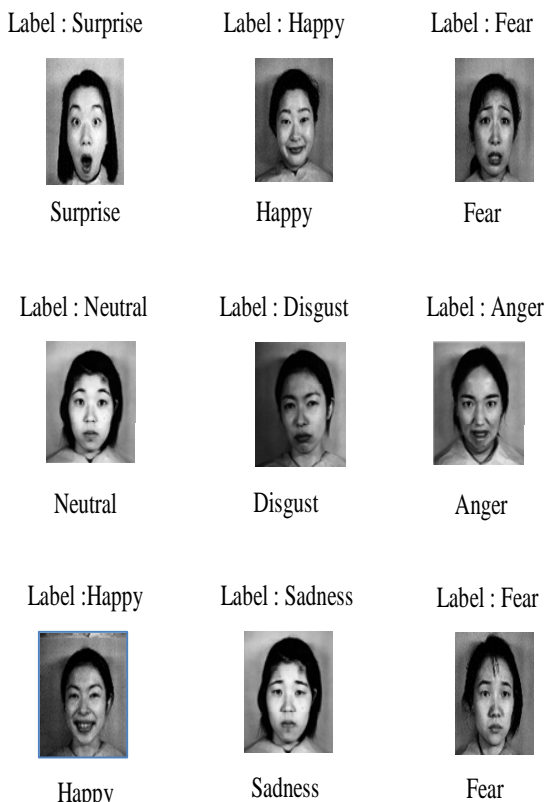 Label : Surprise
Label : Happy
Label : Fear
Surprise
Happy
Fear
Label : Neutral
Label : Disgust
Label : Anger
Neutral
Disgust
Anger
Label :Happy
Label : Sadness
Label : Fear
Happy
Sadness
Fear